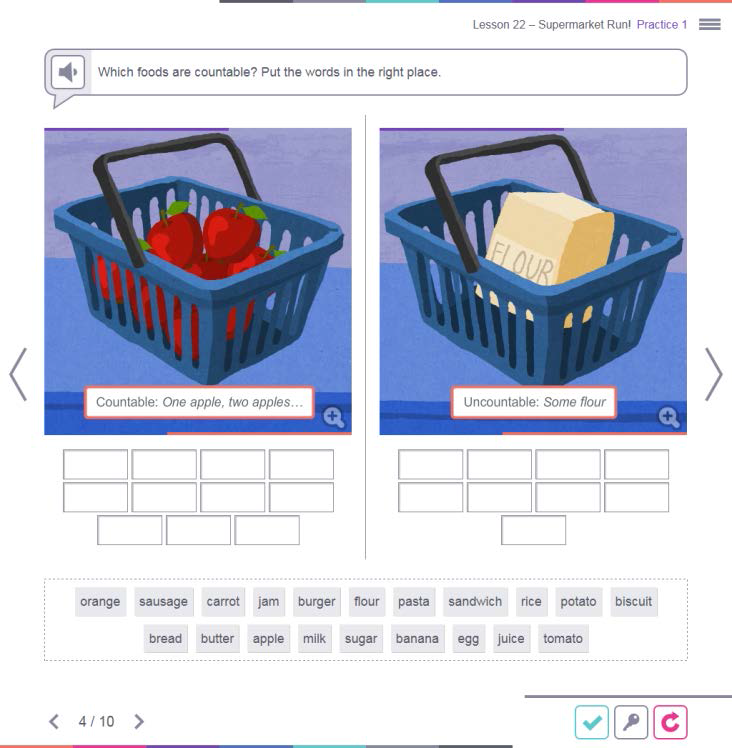 Lesson 22 – Supermarket Run! Practice 1
Which foods are countable? Put the words in the right place.
FLOUR
Countable: One apple, two apples…
Uncountable: Some flour
orange sausage carrot jam burger flour pasta sandwich rice potato biscuit
bread butter apple milk sugar banana egg juice tomato
4 / 10